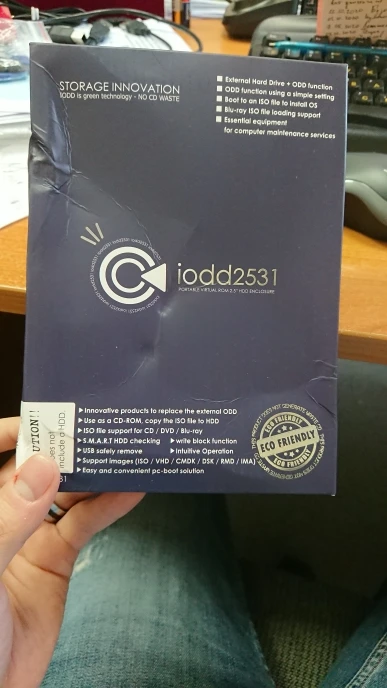 STORAGE INNOVATION
IODD is green technology - NO CD WASTE
External Hard Drive + ODD function
ODD function using a simple setting
Boot to an ISO file to install OS
Blu-ray ISO file loading support
Essential equipment
for computer maintenance services
iodd2531
PORTABLE VIRTUAL ROM 2.5" HDD ENCLOSURE
Innovative products to replace the external ODD
Use as a CD-ROM, copy the ISO file to HDD
ISO file support for CD / DVD / Blu-ray
S.M.A.R.T HDD checking
write block function
USB safely remove
Intuitive Operation
Support images (ISO / VHD / VMDK / DSK / RMD / IMA)
Easy and convenient pc-boot solution
UTION!!
es not
include a HDD.
31
ECO FRIENDLY
ECO FRIENDLY
ECO FRIENDLY